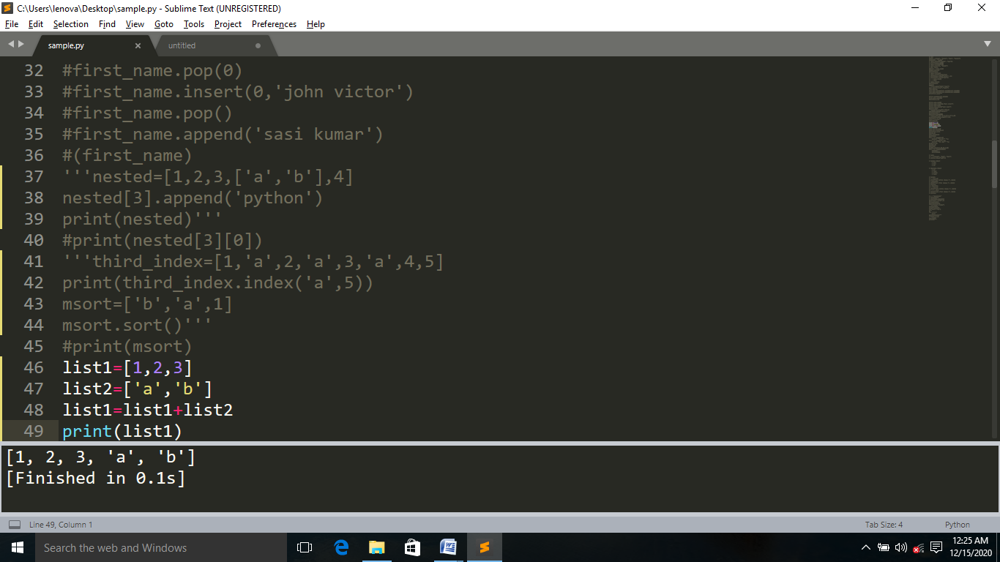 C:\Users\lenova\Desktop\sample.py - Sublime Text (UNREGISTERED)
File Edit Selection Find View Goto Tools Project Preferences Help
sample.py untitled
32 #first_name.pop(0)
33 #first_name.insert(0,'john victor')
34 #first_name.pop()
35 #first_name.append('sasi kumar')
36 #(first_name)
37 '''nested=[1,2,3,['a','b'],4]
38 nested[3].append('python')
39 print(nested)'''
40 #print(nested[3][0])
41 '''third_index=[1,'a',2,'a',3,'a',4,5]
42 print(third_index.index('a',5))
43 msort=['b','a',1]
44 msort.sort()'''
45 #print(msort)
46 list1=[1,2,3]
47 list2=['a','b']
48 list1=list1+list2
49 print(list1)
[1, 2, 3, 'a', 'b']
[Finished in 0.1s]
Line 49, Column 1 Tab Size: 4 Python
Search the web and Windows
12:25 AM
12/15/2020